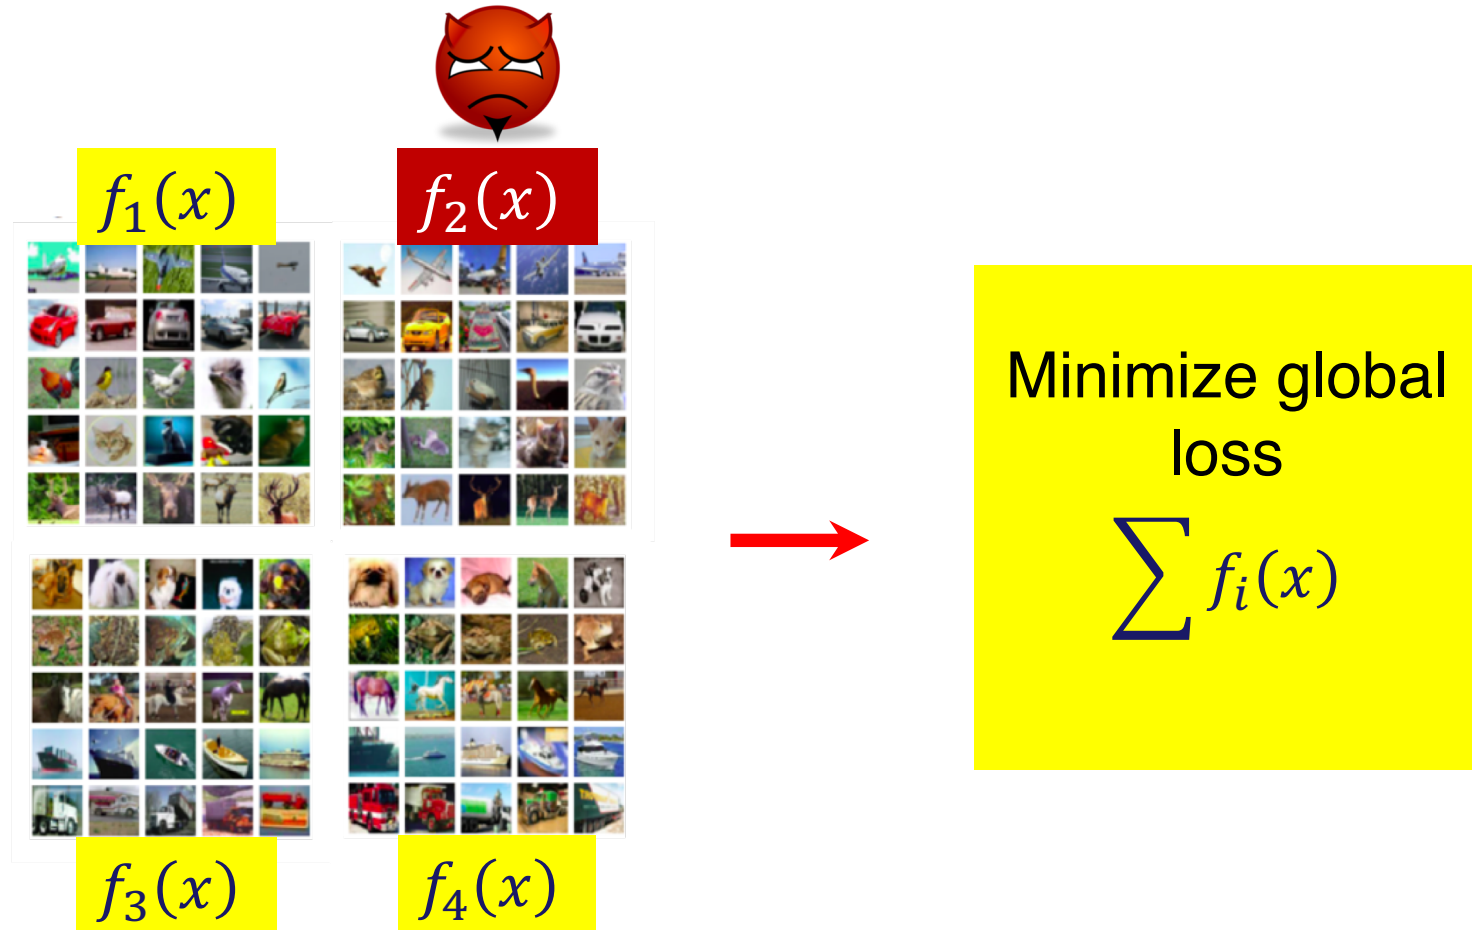 f₁(x)
f₂(x)
Minimize global
loss
∑ fᵢ(x)
f₃(x)
f₄(x)